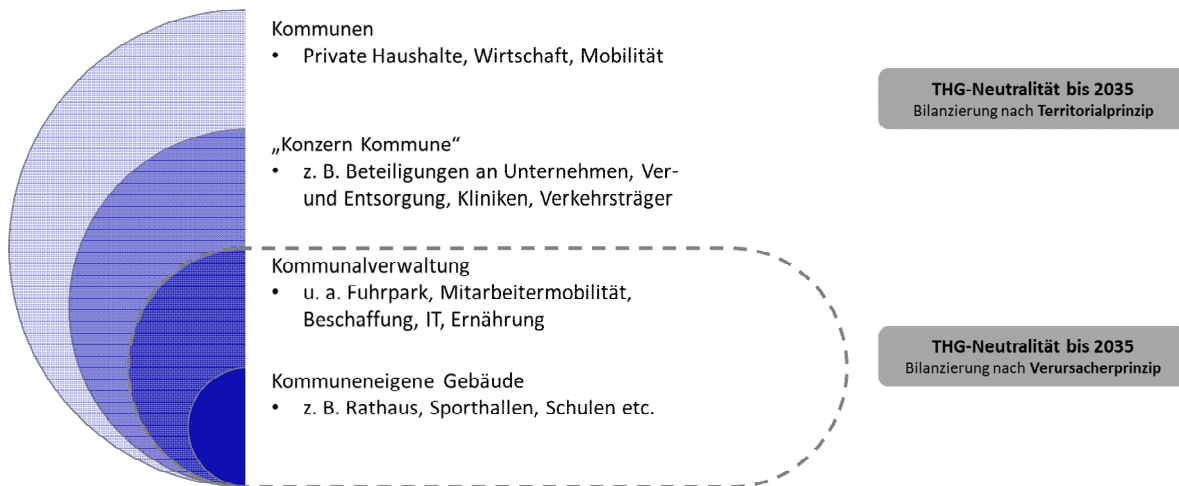 Kommunen
• Private Haushalte, Wirtschaft, Mobilität
THG-Neutralität bis 2035
Bilanzierung nach Territorialprinzip
„Konzern Kommune“
• z. B. Beteiligungen an Unternehmen, Ver-
und Entsorgung, Kliniken, Verkehrsträger
Kommunalverwaltung
• u. a. Fuhrpark, Mitarbeitermobilität,
Beschaffung, IT, Ernährung
THG-Neutralität bis 2035
Bilanzierung nach Verursacherprinzip
Kommuneneigene Gebäude
• z. B. Rathaus, Sporthallen, Schulen etc.